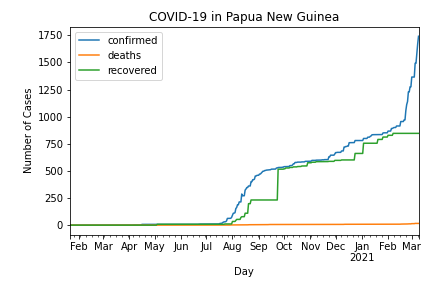 COVID-19 in Papua New Guinea
confirmed
deaths
recovered
Number of Cases
1750
1500
1250
1000
750
500
250
0
Feb Mar Apr May Jun Jul Aug Sep Oct Nov Dec Jan Feb Mar
2021
Day